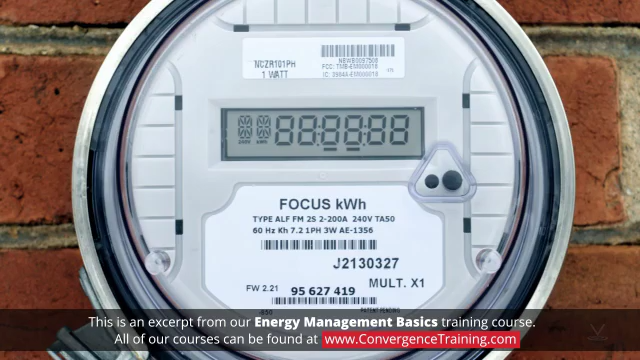 NCZR101PH
1 WATT
FOCUS kWh
TYPE ALF FM 2S 2-200A 240V TA50
60 Hz Kh 7.2 1PH 3W AE-1356
J2130327
FW 2.21 95 627 419 MULT. X1
PATENT PENDING
This is an excerpt from our Energy Management Basics training course.
All of our courses can be found at www.ConvergenceTraining.com